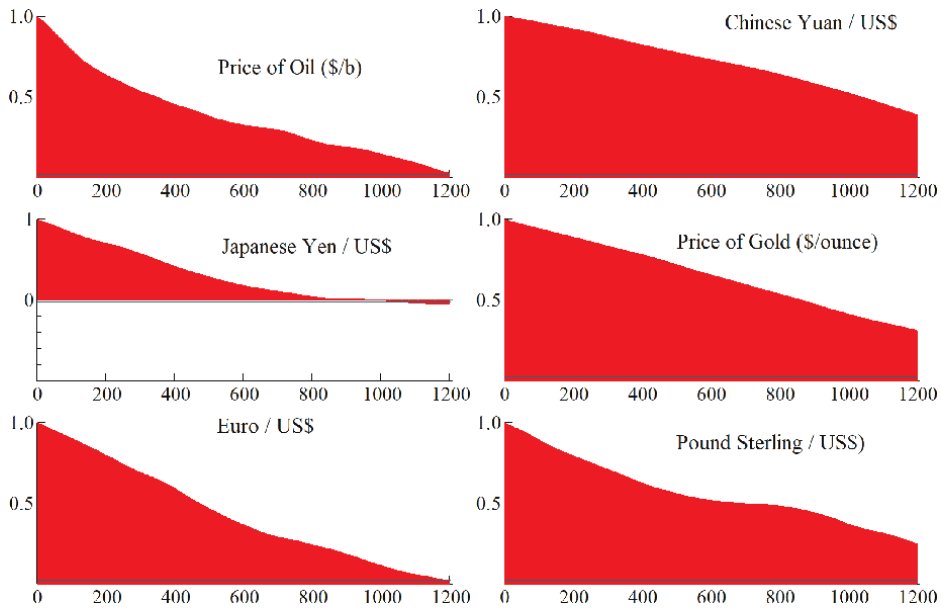 1.0
Price of Oil ($/b)
0.5
0 200 400 600 800 1000 1200
Chinese Yuan / US$
1.0
0.5
0 200 400 600 800 1000 1200
1
Japanese Yen / US$
0
0 200 400 600 800 1000 1200
1.0
Price of Gold ($/ounce)
0.5
0 200 400 600 800 1000 1200
1.0
Euro / US$
0.5
0 200 400 600 800 1000 1200
1.0
Pound Sterling / US$)
0.5
0 200 400 600 800 1000 1200